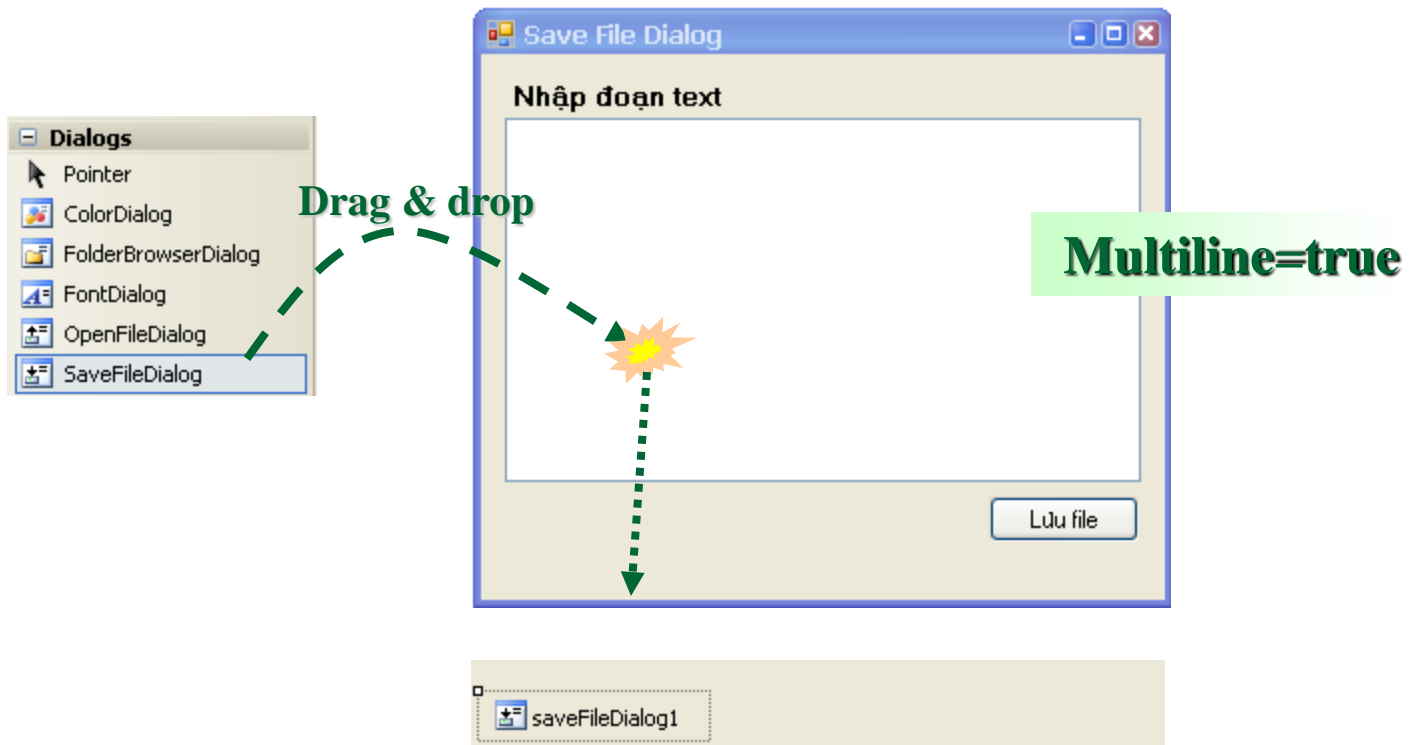 Save File Dialog
Nhập đoạn text
Dialogs
Pointer
ColorDialog
FolderBrowserDialog
FontDialog
OpenFileDialog
SaveFileDialog
Drag & drop
Multiline=true
Lưu file
saveFileDialog1